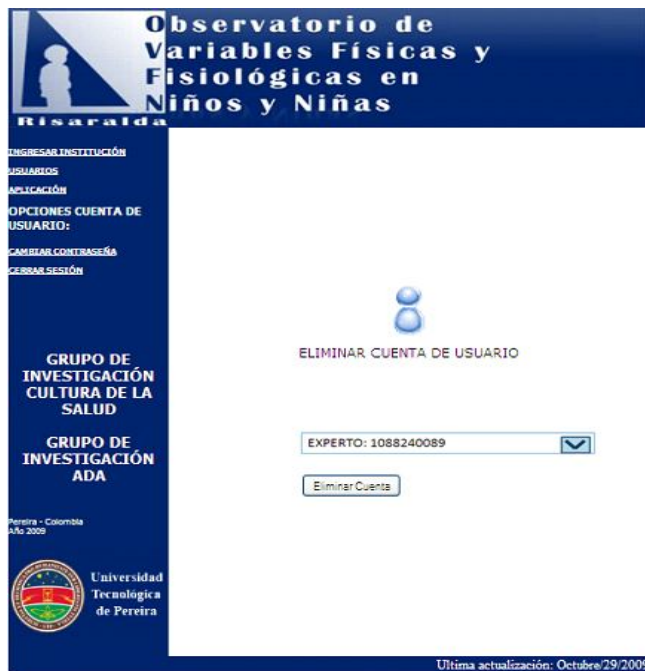 Observatorio de
Variables Físicas y
Fisiológicas en
Niños y Niñas
Risaralda
INGRESAR INSTITUCIÓN
USUARIOS
APLICACIÓN
OPCIONES CUENTA DE
USUARIO:
CAMBIAR CONTRASEÑA
CERRAR SESIÓN
GRUPO DE
INVESTIGACIÓN
CULTURA DE LA
SALUD
GRUPO DE
INVESTIGACIÓN
ADA
Pereira - Colombia
Año 2009
Universidad
Tecnológica
de Pereira
ELIMINAR CUENTA DE USUARIO
EXPERTO: 1088240089
Eliminar Cuenta
Ultima actualización: Octubre/29/2009